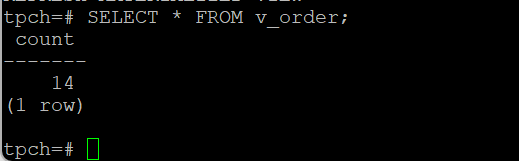 tpch=# SELECT * FROM v_order;
 count
-------
    14
(1 row)

tpch=#